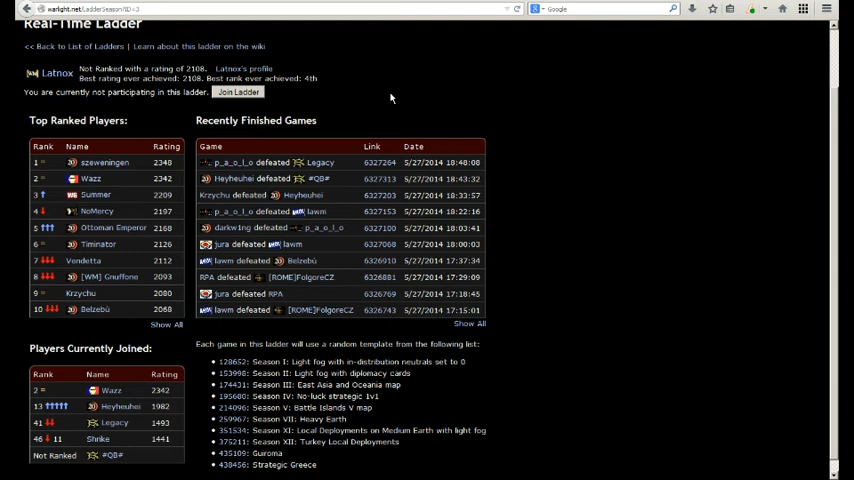 warlight.net/LadderSeason?ID=3
Google
Real-Time Ladder
<< Back to List of Ladders | Learn about this ladder on the wiki
Latnox
Not Ranked with a rating of 2108. Latnox's profile
Best rating ever achieved: 2108. Best rank ever achieved: 4th
You are currently not participating in this ladder. Join Ladder
Top Ranked Players:
Rank Name Rating
1 = szeweningen 2348
2 = Wazz 2342
3 Summer 2209
4 NoMercy 2197
5 Ottoman Emperor 2168
6 = Timinator 2126
7 Vendetta 2112
8 [WM] Gnuffone 2093
9 = Krzychu 2080
10 Belzebù 2068
Show All
Recently Finished Games
Game Link Date
p_a_o_l_o defeated Legacy 6327264 5/27/2014 18:48:08
Heyheuhei defeated #QB# 6327313 5/27/2014 18:43:32
Krzychu defeated Heyheuhei 6327203 5/27/2014 18:33:57
p_a_o_l_o defeated lawm 6327153 5/27/2014 18:22:16
darkw1ng defeated p_a_o_l_o 6327100 5/27/2014 18:03:41
jura defeated lawm 6327068 5/27/2014 18:00:03
lawm defeated Belzebù 6326910 5/27/2014 17:37:34
RPA defeated [ROME]FolgoreCZ 6326881 5/27/2014 17:29:09
jura defeated RPA 6326769 5/27/2014 17:18:45
lawm defeated [ROME]FolgoreCZ 6326743 5/27/2014 17:15:01
Show All
Players Currently Joined:
Rank Name Rating
2 = Wazz 2342
13 Heyheuhei 1982
41 Legacy 1493
46 11 Shrike 1441
Not Ranked #QB#
Each game in this ladder will use a random template from the following list:
• 128652: Season I: Light fog with in-distribution neutrals set to 0
• 153998: Season II: Light fog with diplomacy cards
• 174431: Season III: East Asia and Oceania map
• 195680: Season IV: No-luck strategic 1v1
• 214096: Season V: Battle Islands V map
• 259967: Season VII: Heavy Earth
• 351534: Season XI: Local Deployments on Medium Earth with light fog
• 375211: Season XII: Turkey Local Deployments
• 435109: Guiroma
• 438456: Strategic Greece